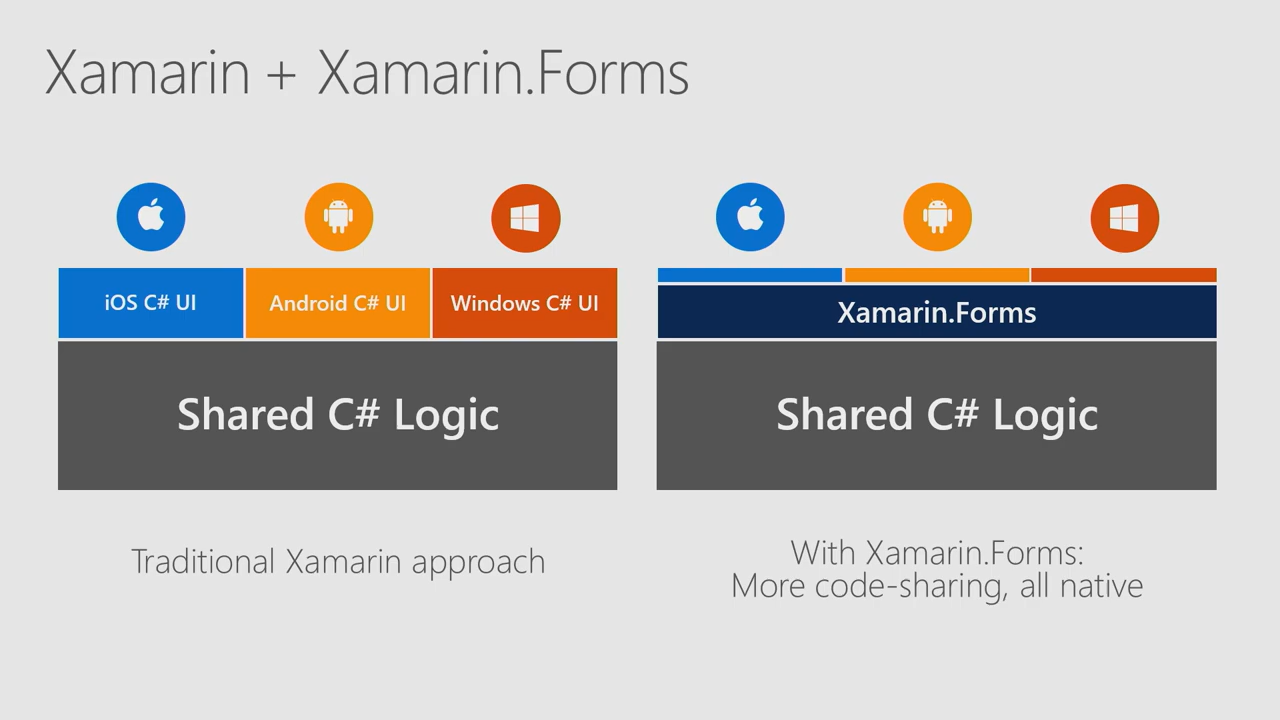 Xamarin + Xamarin.Forms
iOS C# UI
Android C# UI
Windows C# UI
Shared C# Logic
Traditional Xamarin approach
Xamarin.Forms
Shared C# Logic
With Xamarin.Forms:
More code-sharing, all native